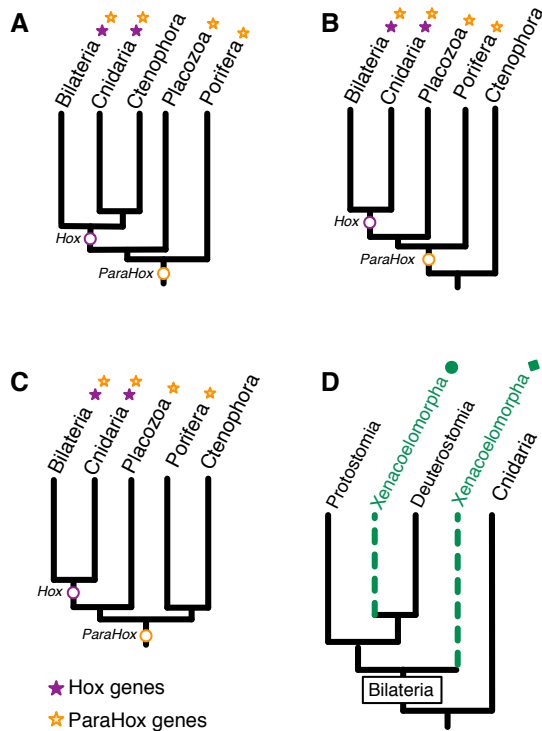 A
Bilateria
Cnidaria
Ctenophora
Placozoa
Porifera
Hox
ParaHox
B
Bilateria
Cnidaria
Placozoa
Porifera
Ctenophora
Hox
ParaHox
C
Bilateria
Cnidaria
Placozoa
Porifera
Ctenophora
Hox
ParaHox
Hox genes
ParaHox genes
D
Protostomia
Xenacoelomorpha
Deuterostomia
Xenacoelomorpha
Cnidaria
Bilateria